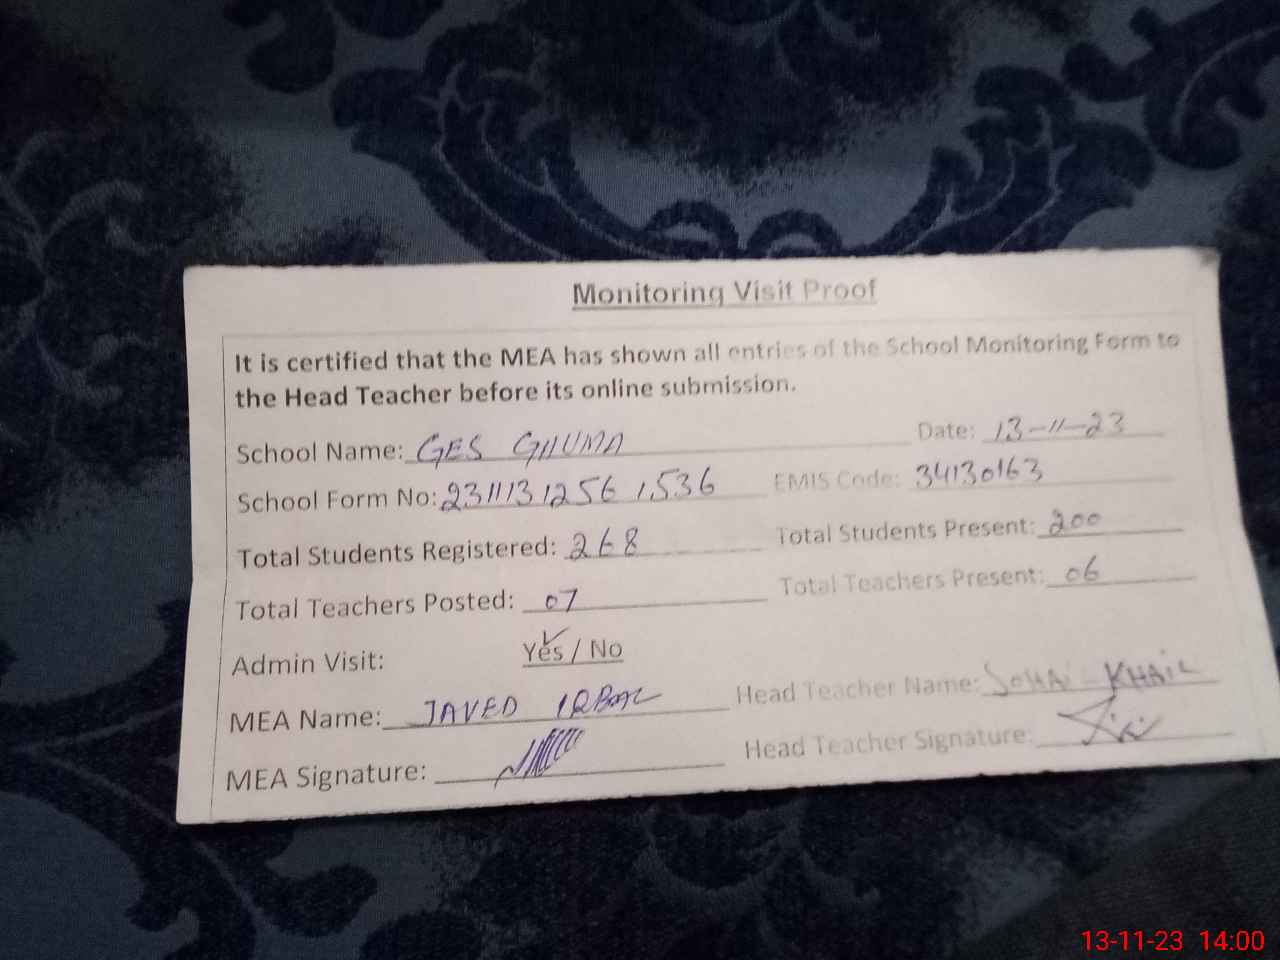 Monitoring Visit Proof
It is certified that the MEA has shown all entries of the School Monitoring Form to
the Head Teacher before its online submission.
School Name: GES GHUMA Date: 13-11-23
School Form No: 2311131256 1536 EMIS Code: 34130163
Total Students Registered: 268 Total Students Present: 200
Total Teachers Posted: 07 Total Teachers Present: 06
Admin Visit: Yes / No
MEA Name: JAVED IQBAL Head Teacher Name: KHAIL
MEA Signature: Head Teacher Signature:
13-11-23 14:00